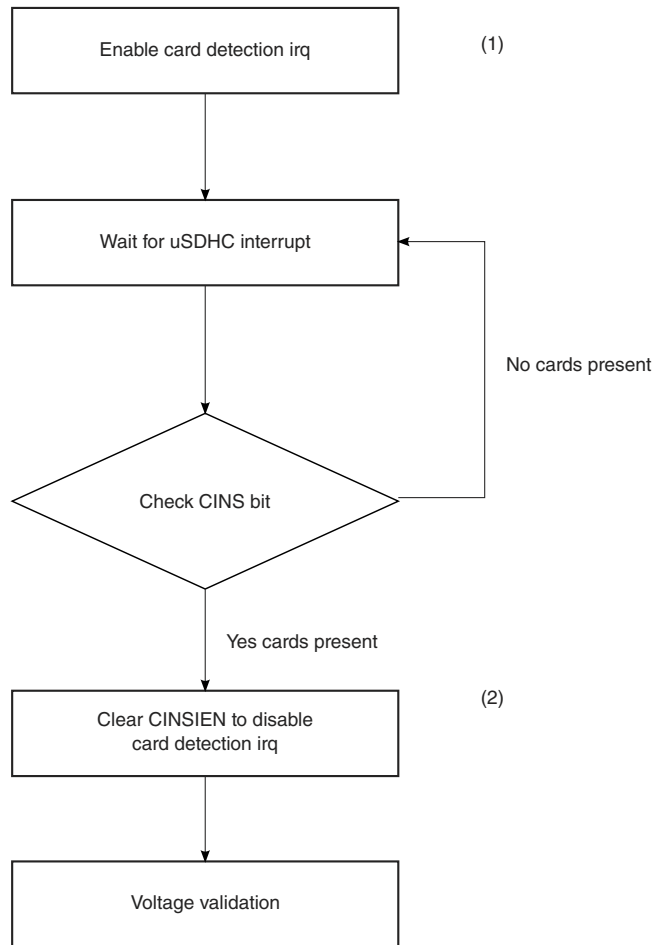 Enable card detection irq
(1)
Wait for uSDHC interrupt
No cards present
Check CINS bit
Yes cards present
Clear CINSIEN to disable
card detection irq
(2)
Voltage validation